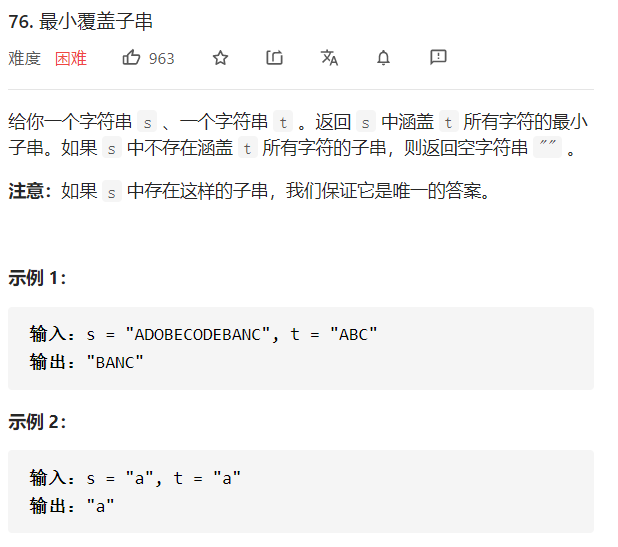 76. 最小覆盖子串
难度 困难 963
给你一个字符串 s 、一个字符串 t 。返回 s 中涵盖 t 所有字符的最小
子串。如果 s 中不存在涵盖 t 所有字符的子串，则返回空字符串 "" 。
注意：如果 s 中存在这样的子串，我们保证它是唯一的答案。
示例 1：
输入：s = "ADOBECODEBANC", t = "ABC"
输出："BANC"
示例 2：
输入：s = "a", t = "a"
输出："a"